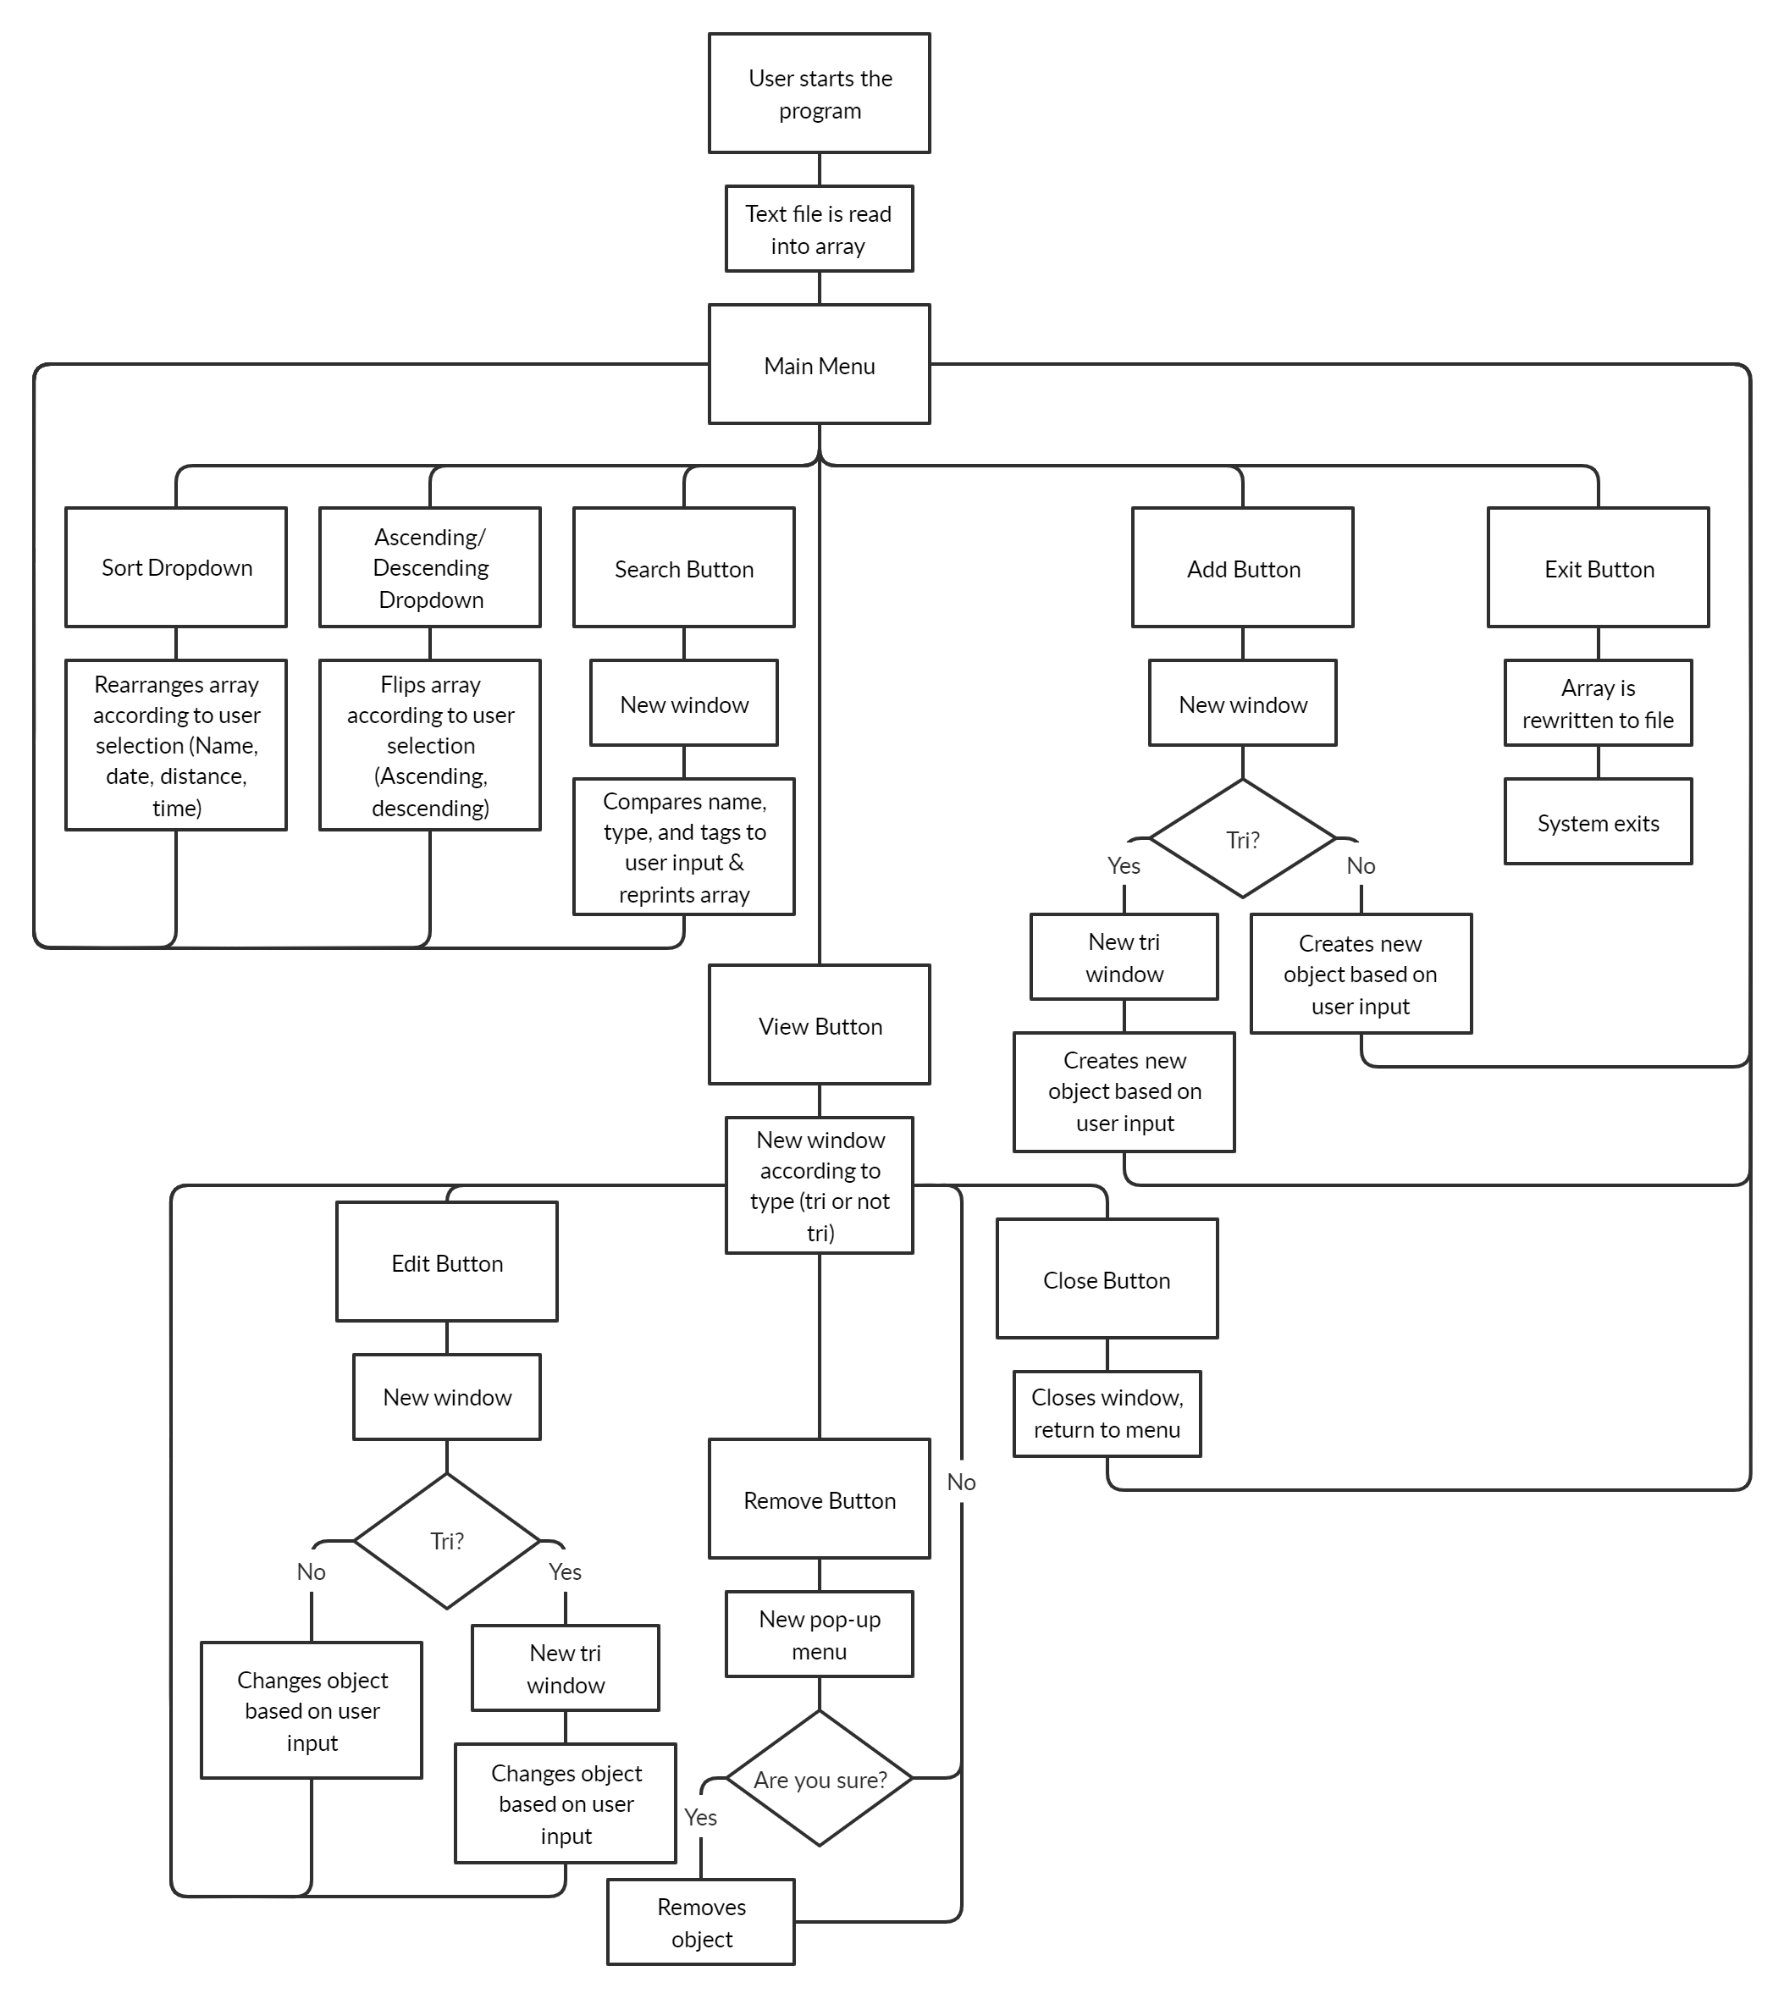 User starts the
program
Text file is read
into array
Main Menu
Sort Dropdown
Ascending/
Descending
Dropdown
Search Button
Add Button
Exit Button
Rearranges array
according to user
selection (Name,
date, distance,
time)
Flips array
according to user
selection
(Ascending,
descending)
New window
Compares name,
type, and tags to
user input &
reprints array
New window
Tri?
Yes
No
New tri
window
Creates new
object based on
user input
Creates new
object based on
user input
Array is
rewritten to file
System exits
View Button
New window
according to
type (tri or not
tri)
Edit Button
New window
Tri?
No
Yes
Changes object
based on user
input
New tri
window
Changes object
based on user
input
Remove Button
New pop-up
menu
Are you sure?
Yes
No
Removes
object
Close Button
Closes window,
return to menu